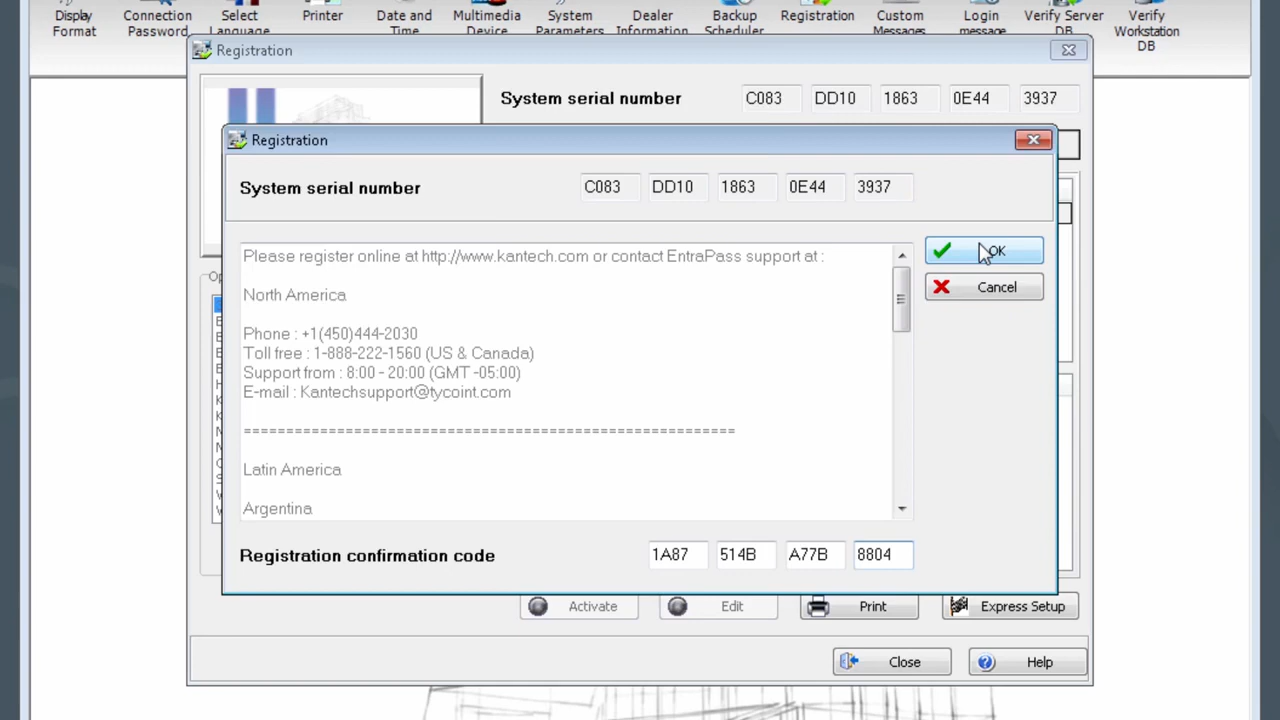 Display Format
Connection Password
Select Language
Printer
Date and Time
Multimedia Device
System Parameters
Dealer Information
Backup Scheduler
Registration
Custom Messages
Login message
Verify Server DB
Verify Workstation DB
Registration
System serial number C083 DD10 1863 0E44 3937
Registration
System serial number C083 DD10 1863 0E44 3937
Please register online at http://www.kantech.com or contact EntraPass support at :
OK
North America
Cancel
Phone : +1(450)444-2030
Toll free : 1-888-222-1560 (US & Canada)
Support from : 8:00 - 20:00 (GMT -05:00)
E-mail : Kantechsupport@tycoint.com
=========================================================
Latin America
Argentina
Registration confirmation code 1A87 514B A77B 8804
Activate Edit Print Express Setup
Close Help